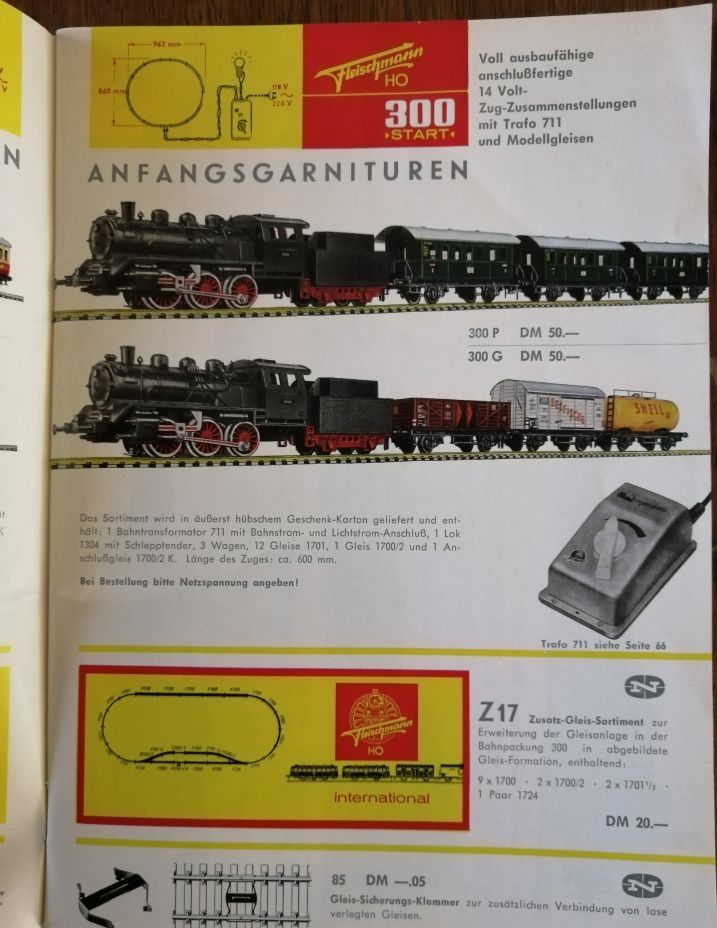 962 mm
860 mm
118 V
220 V
Fleischmann
HO
300
START
Voll ausbaufähige
anschlußfertige
14 Volt-
Zug-Zusammenstellungen
mit Trafo 711
und Modellgleisen
ANFANGSGARNITUREN
300 P DM 50.—
300 G DM 50.—
SEEFISCHE
SHELL
Das Sortiment wird in äußerst hübschem Geschenk-Karton geliefert und ent-
hält: 1 Bahntransformator 711 mit Bahnstrom- und Lichtstrom-Anschluß, 1 Lok
1304 mit Schlepptender, 3 Wagen, 12 Gleise 1701, 1 Gleis 1700/2 und 1 An-
schlußgleis 1700/2 K. Länge des Zuges: ca. 600 mm.
Bei Bestellung bitte Netzspannung angeben!
Trafo 711 siehe Seite 66
Fleischmann
HO
international
N
Z17 Zusatz-Gleis-Sortiment zur
Erweiterung der Gleisanlage in der
Bahnpackung 300 in abgebildete
Gleis-Formation, enthaltend:
9 x 1700 · 2 x 1700/2 · 2 x 1701½ ·
1 Paar 1724
DM 20.—
85 DM —.05
N
Gleis-Sicherungs-Klammer zur zusätzlichen Verbindung von lose
verlegten Gleisen.